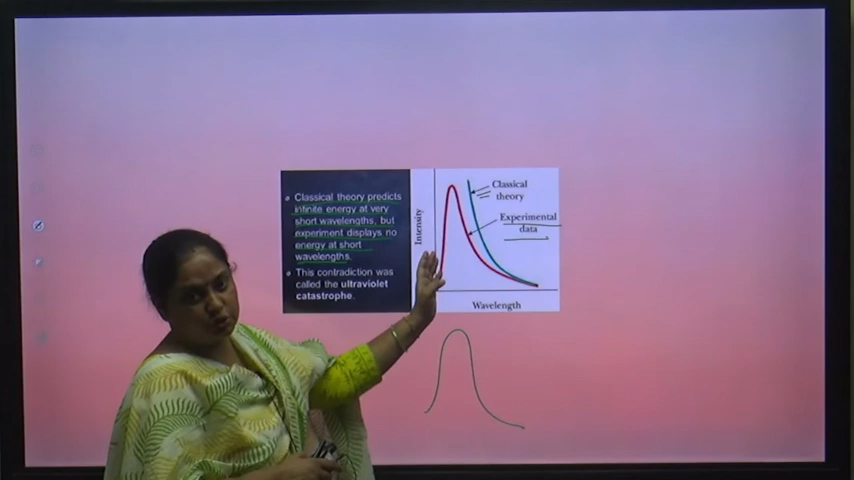 Classical theory predicts
infinite energy at very
short wavelengths, but
experiment displays no
energy at short
wavelengths.
This contradiction was
called the ultraviolet
catastrophe.
Intensity
Classical
theory
Experimental
data
Wavelength